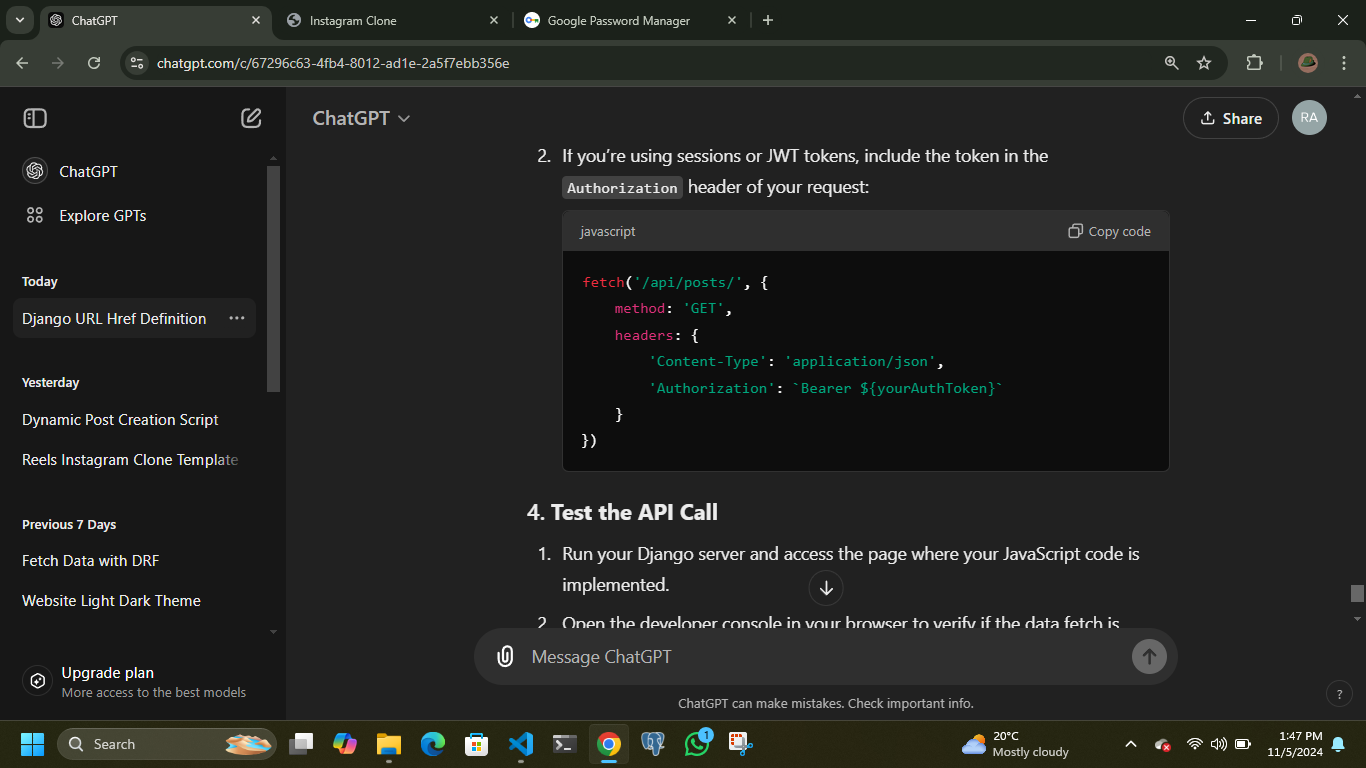 ChatGPT
Instagram Clone
Google Password Manager
chatgpt.com/c/67296c63-4fb4-8012-ad1e-2a5f7ebb356e
ChatGPT
Explore GPTs
Today
Django URL Href Definition
Yesterday
Dynamic Post Creation Script
Reels Instagram Clone Template
Previous 7 Days
Fetch Data with DRF
Website Light Dark Theme
Upgrade plan
More access to the best models
ChatGPT
Share
RA
2. If you’re using sessions or JWT tokens, include the token in the
Authorization header of your request:
javascript
Copy code
fetch('/api/posts/', {
    method: 'GET',
    headers: {
        'Content-Type': 'application/json',
        'Authorization': `Bearer ${yourAuthToken}`
    }
})
4. Test the API Call
1. Run your Django server and access the page where your JavaScript code is
implemented.
2. Open the developer console in your browser to verify if the data fetch is
Message ChatGPT
ChatGPT can make mistakes. Check important info.
?
Search
1
20°C
Mostly cloudy
1:47 PM
11/5/2024